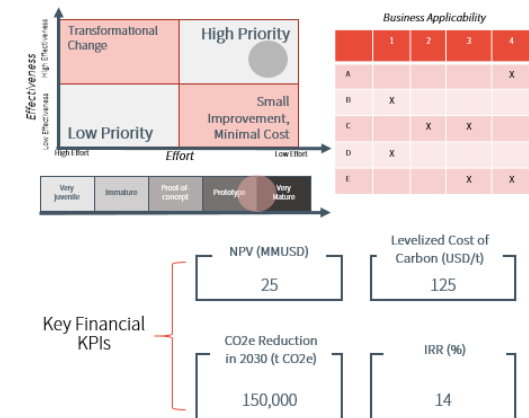 Transformational
Change
High Priority
Small
Improvement,
Minimal Cost
Low Priority
Effectiveness
High Effectiveness
Low Effectiveness
High Effort
Effort
Low Effort
Very
Juvenile
Immature
Proof-of-
concept
Prototype
Very
Mature
Business Applicability
1 2 3 4
A X
B X
C X X
D X
E X X
Key Financial
KPIs
NPV (MMUSD)
25
Levelized Cost of
Carbon (USD/t)
125
CO2e Reduction
in 2030 (t CO2e)
150,000
IRR (%)
14